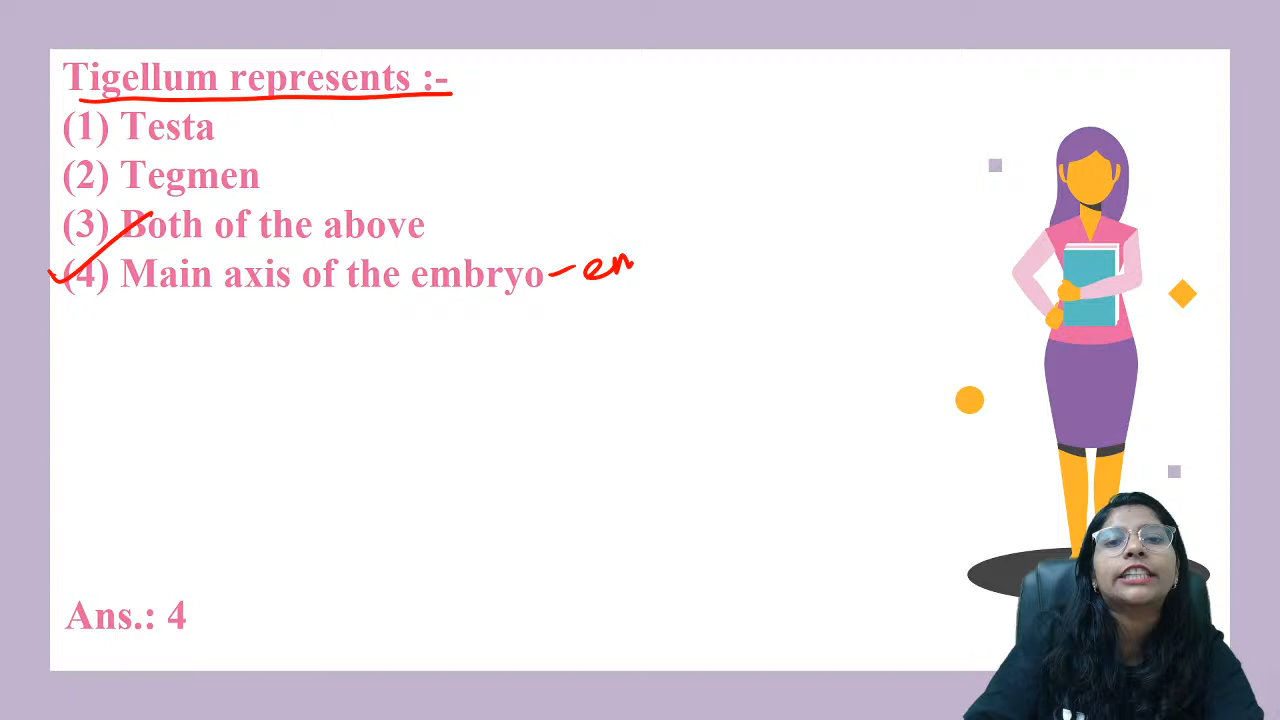 Tigellum represents :-
(1) Testa
(2) Tegmen
(3) Both of the above
(4) Main axis of the embryo – en
Ans.: 4